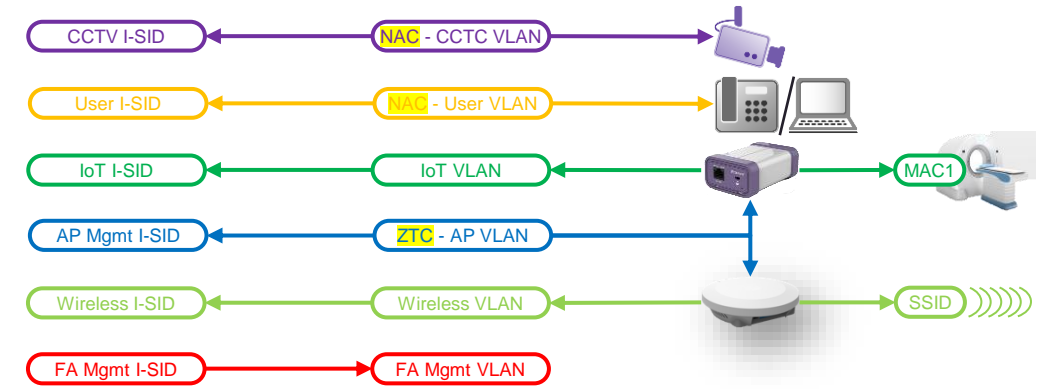 CCTV I-SID
NAC - CCTC VLAN
User I-SID
NAC - User VLAN
IoT I-SID
IoT VLAN
MAC1
AP Mgmt I-SID
ZTC - AP VLAN
Wireless I-SID
Wireless VLAN
SSID
FA Mgmt I-SID
FA Mgmt VLAN